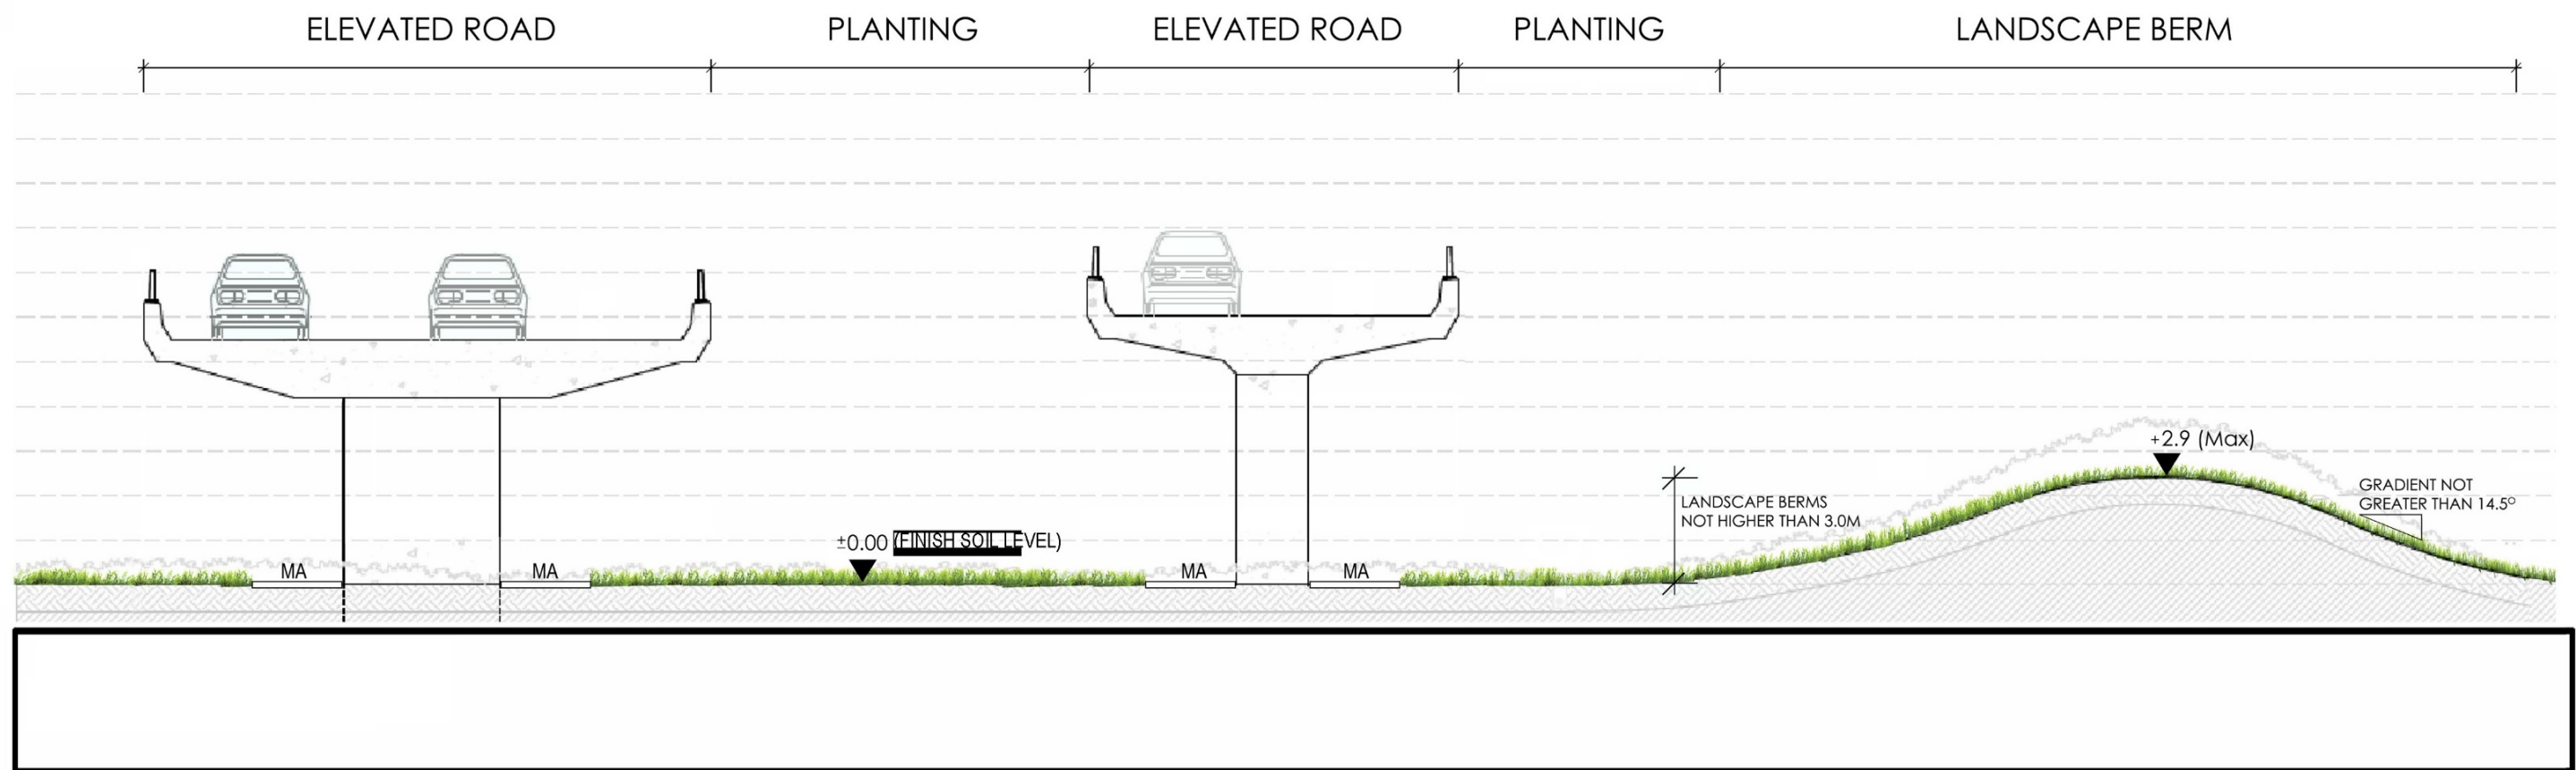 ELEVATED ROAD
PLANTING
ELEVATED ROAD
PLANTING
LANDSCAPE BERM
+2.9 (Max)
GRADIENT NOT
GREATER THAN 14.5°
LANDSCAPE BERMS
NOT HIGHER THAN 3.0M
±0.00 (FINISH SOIL LEVEL)
MA
MA
MA
MA